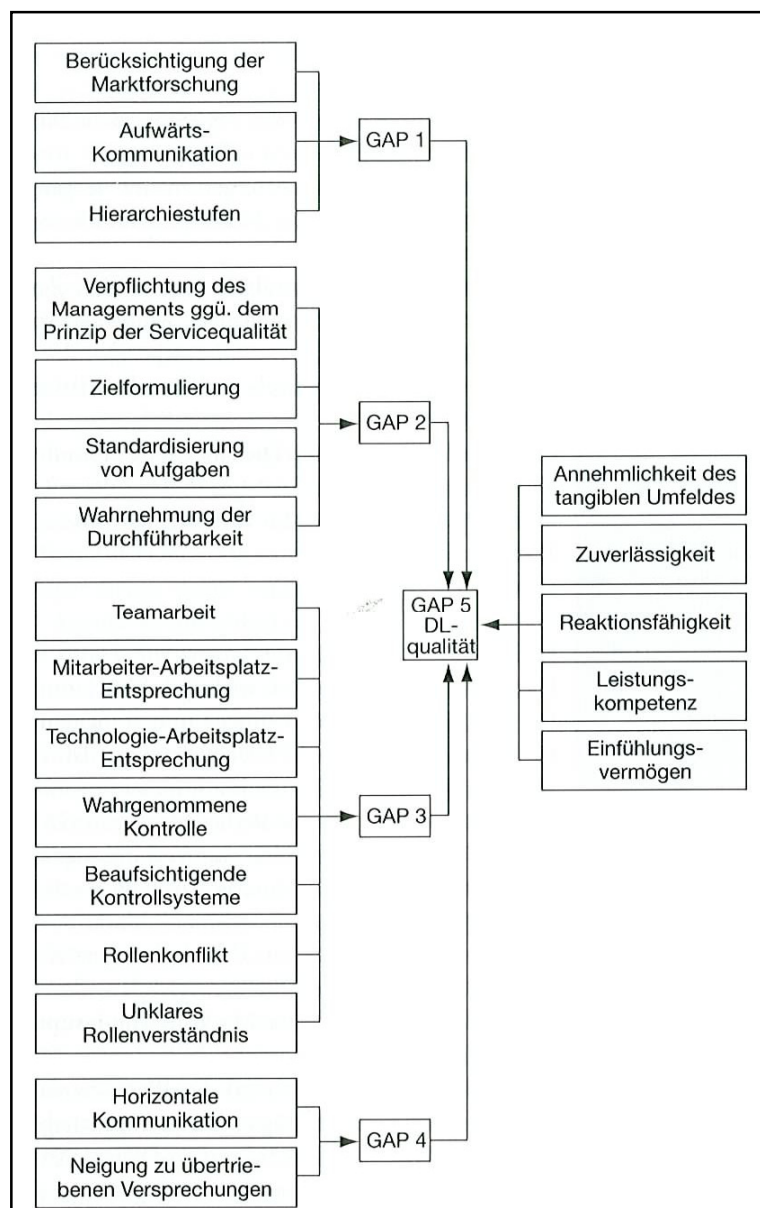 Berücksichtigung der
Marktforschung
Aufwärts-
Kommunikation
Hierarchiestufen
GAP 1
Verpflichtung des
Managements ggü. dem
Prinzip der Servicequalität
Zielformulierung
Standardisierung
von Aufgaben
Wahrnehmung der
Durchführbarkeit
GAP 2
Teamarbeit
Mitarbeiter-Arbeitsplatz-
Entsprechung
Technologie-Arbeitsplatz-
Entsprechung
Wahrgenommene
Kontrolle
Beaufsichtigende
Kontrollsysteme
Rollenkonflikt
Unklares
Rollenverständnis
GAP 3
Horizontale
Kommunikation
Neigung zu übertrie-
benen Versprechungen
GAP 4
GAP 5
DL-
qualität
Annehmlichkeit des
tangiblen Umfeldes
Zuverlässigkeit
Reaktionsfähigkeit
Leistungs-
kompetenz
Einfühlungs-
vermögen